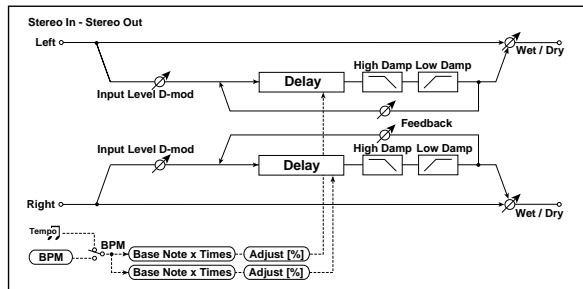 Stereo In - Stereo Out
Left
Wet / Dry
High Damp Low Damp
Delay
Input Level D-mod
Feedback
Input Level D-mod
High Damp Low Damp
Delay
Right
Wet / Dry
Tempo
BPM
BPM
Base Note x Times
Adjust [%]
Base Note x Times
Adjust [%]